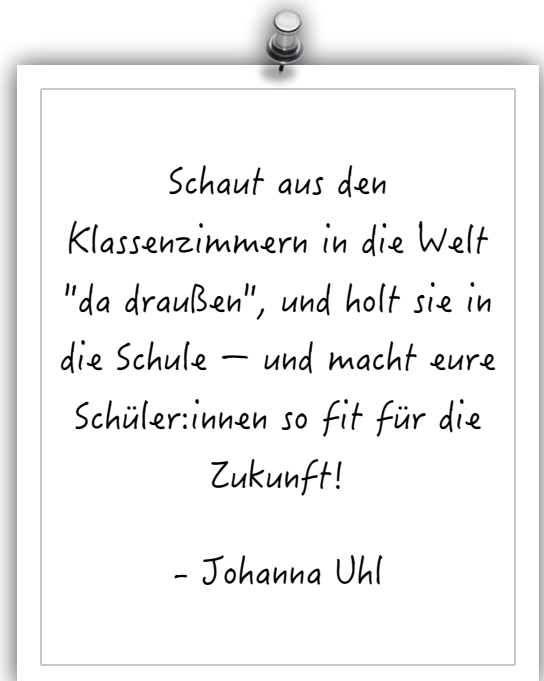 Schaut aus den
Klassenzimmern in die Welt
"da draußen", und holt sie in
die Schule – und macht eure
Schüler:innen so fit für die
Zukunft!
- Johanna Uhl